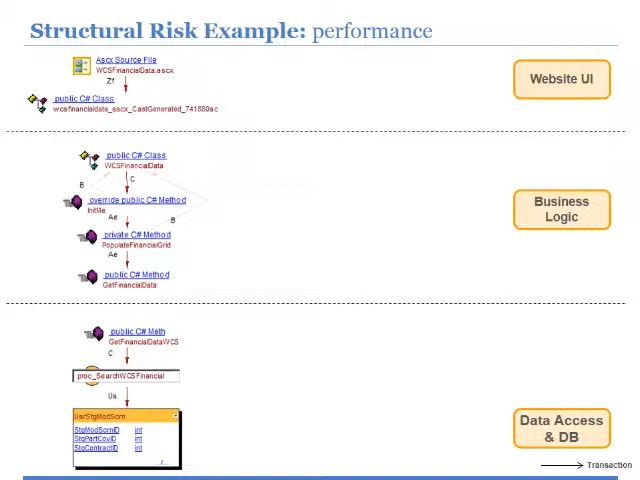 Structural Risk Example: performance
Ascx Source File
WCSFinancialData.ascx
Zf
public C# Class
wcsfinancialdata_ascx_CastGenerated_741880ac
Website UI
public C# Class
WCSFinancialData
B
C
override public C# Method
InitMe
Ae
B
private C# Method
PopulateFinancialGrid
Ae
public C# Method
GetFinancialData
Business
Logic
public C# Meth
GetFinancialDataWCS
C
proc_SearchWCSFinancial
Us
UsrStgModScrn
StgModScrnID int
StgPartCovID int
StgContractID int
.../...
Data Access
& DB
Transaction